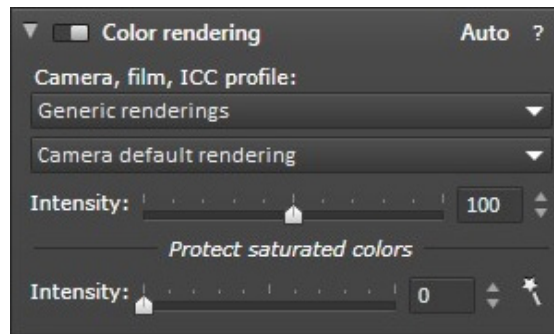 Color rendering Auto ?
Camera, film, ICC profile:
Generic renderings
Camera default rendering
Intensity: 100
Protect saturated colors
Intensity: 0